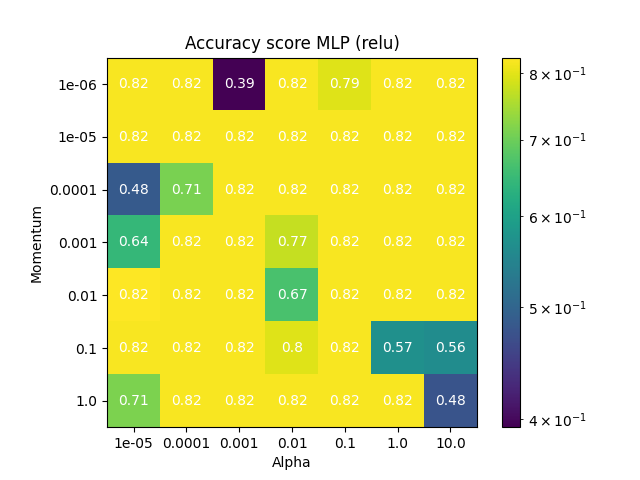 Accuracy score MLP (relu)
Momentum
1e-06 0.82 0.82 0.39 0.82 0.79 0.82 0.82
1e-05 0.82 0.82 0.82 0.82 0.82 0.82 0.82
0.0001 0.48 0.71 0.82 0.82 0.82 0.82 0.82
0.001 0.64 0.82 0.82 0.77 0.82 0.82 0.82
0.01 0.82 0.82 0.82 0.67 0.82 0.82 0.82
0.1 0.82 0.82 0.82 0.8 0.82 0.57 0.56
1.0 0.71 0.82 0.82 0.82 0.82 0.82 0.48
1e-05 0.0001 0.001 0.01 0.1 1.0 10.0
Alpha
8 × 10⁻¹
7 × 10⁻¹
6 × 10⁻¹
5 × 10⁻¹
4 × 10⁻¹